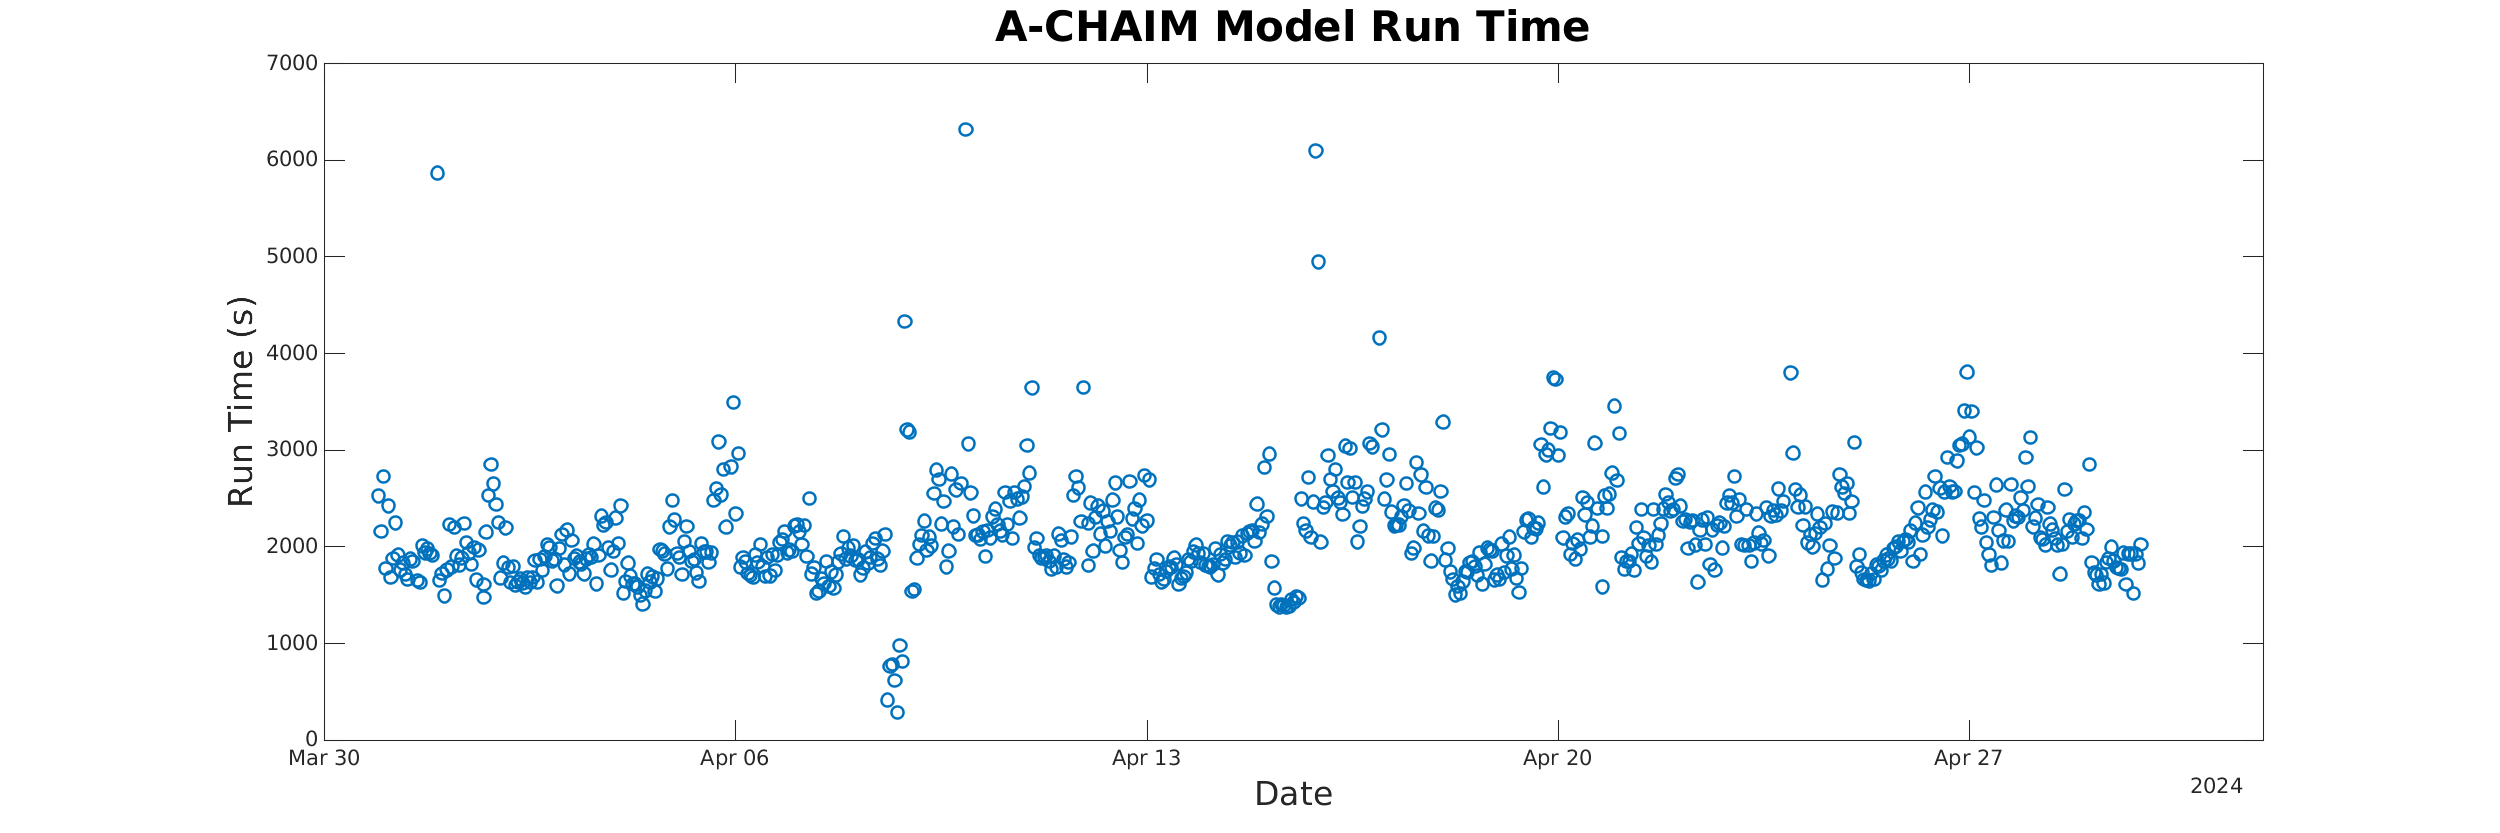 A-CHAIM Model Run Time
7000
6000
5000
4000
3000
2000
1000
0
Run Time (s)
Mar 30
Apr 06
Apr 13
Apr 20
Apr 27
2024
Date